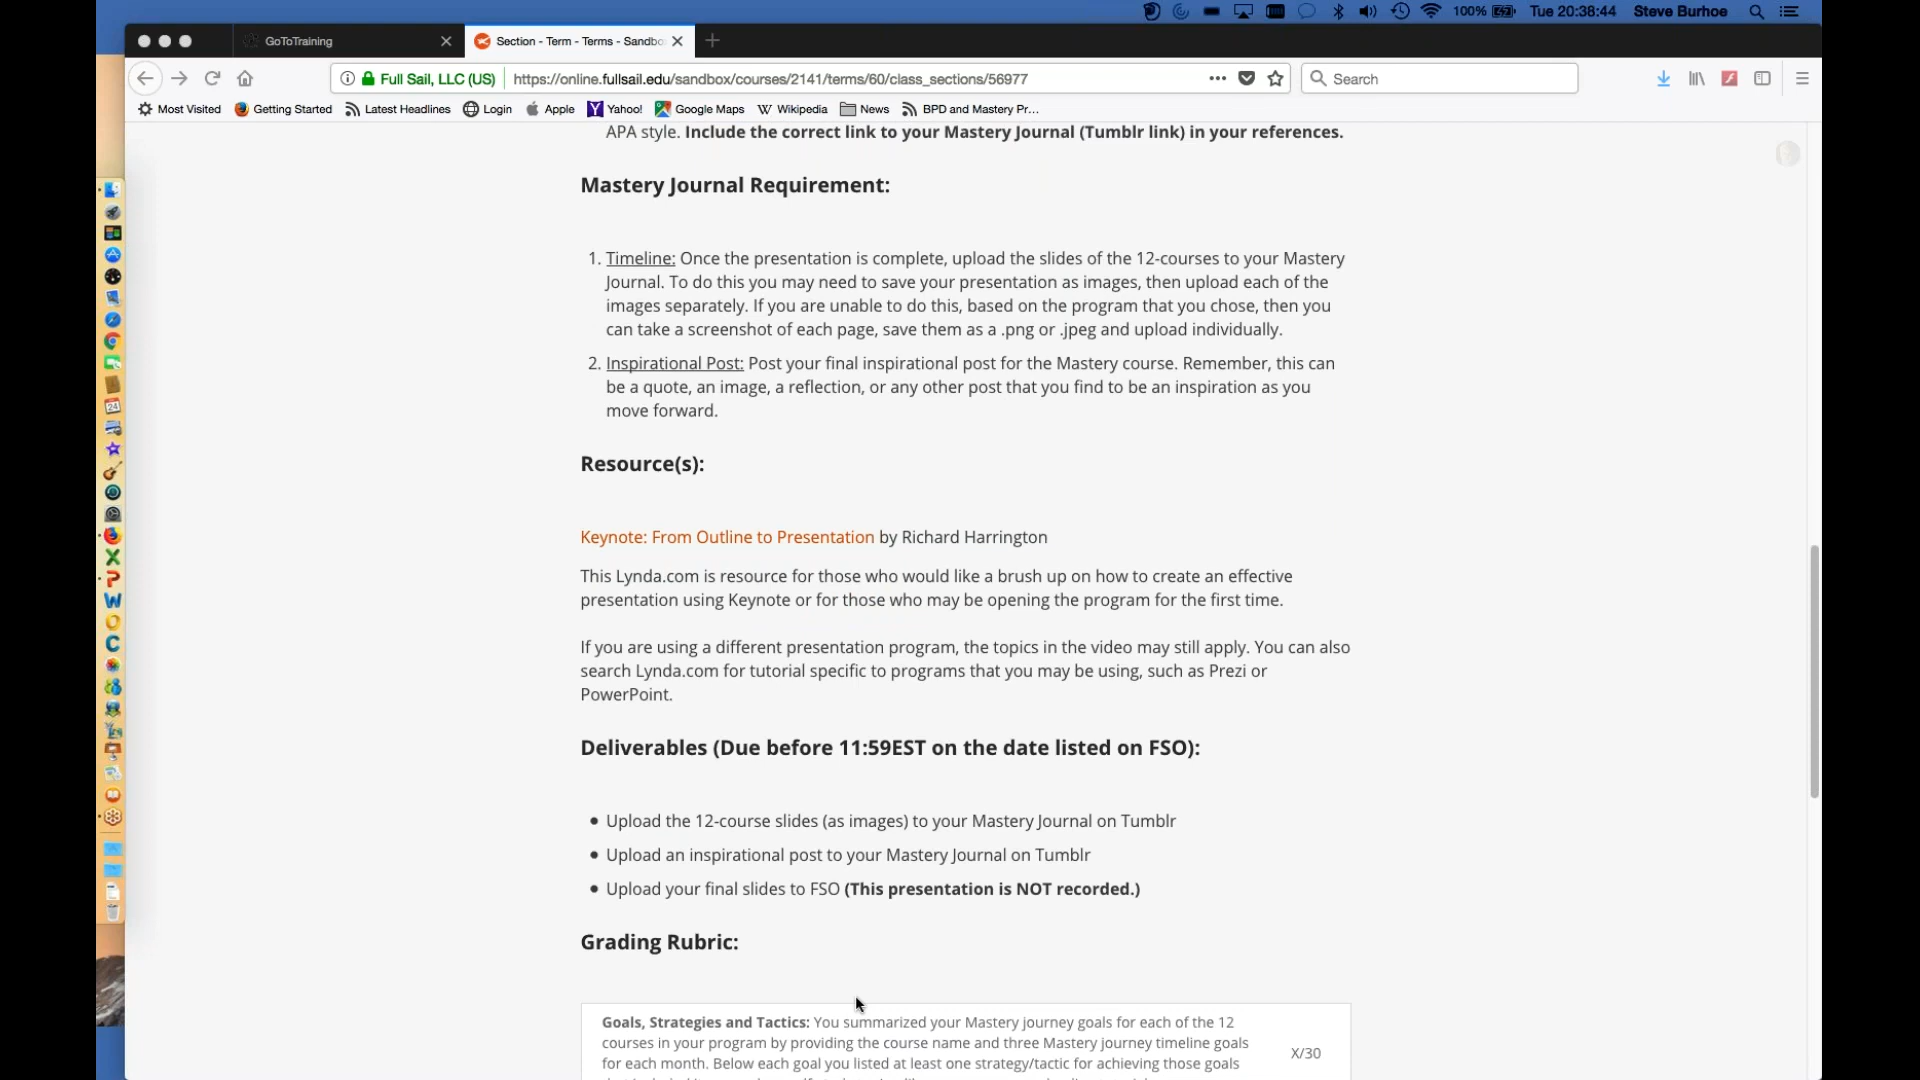 100% Tue 20:38:44 Steve Burhoe
GoToTraining
Section - Term - Terms - Sandbo
Full Sail, LLC (US) https://online.fullsail.edu/sandbox/courses/2141/terms/60/class_sections/56977 Search
Most Visited Getting Started Latest Headlines Login Apple Yahoo! Google Maps Wikipedia News BPD and Mastery Pr...
APA style. Include the correct link to your Mastery Journal (Tumblr link) in your references.
Mastery Journal Requirement:
1. Timeline: Once the presentation is complete, upload the slides of the 12-courses to your Mastery
Journal. To do this you may need to save your presentation as images, then upload each of the
images separately. If you are unable to do this, based on the program that you chose, then you
can take a screenshot of each page, save them as a .png or .jpeg and upload individually.
2. Inspirational Post: Post your final inspirational post for the Mastery course. Remember, this can
be a quote, an image, a reflection, or any other post that you find to be an inspiration as you
move forward.
Resource(s):
Keynote: From Outline to Presentation by Richard Harrington
This Lynda.com is resource for those who would like a brush up on how to create an effective
presentation using Keynote or for those who may be opening the program for the first time.
If you are using a different presentation program, the topics in the video may still apply. You can also
search Lynda.com for tutorial specific to programs that you may be using, such as Prezi or
PowerPoint.
Deliverables (Due before 11:59EST on the date listed on FSO):
• Upload the 12-course slides (as images) to your Mastery Journal on Tumblr
• Upload an inspirational post to your Mastery Journal on Tumblr
• Upload your final slides to FSO (This presentation is NOT recorded.)
Grading Rubric:
Goals, Strategies and Tactics: You summarized your Mastery journey goals for each of the 12
courses in your program by providing the course name and three Mastery journey timeline goals
for each month. Below each goal you listed at least one strategy/tactic for achieving those goals
X/30